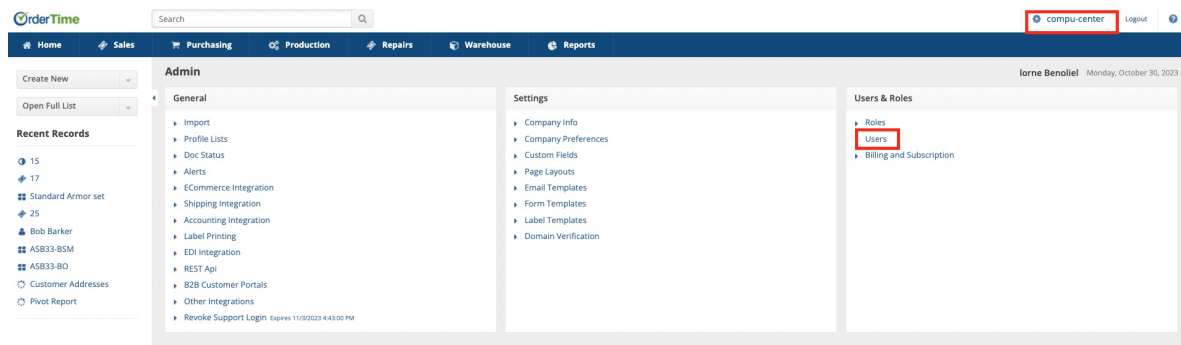 OrderTime
Search
compu-center
Logout
Home
Sales
Purchasing
Production
Repairs
Warehouse
Reports
Create New
Open Full List
Recent Records
15
17
Standard Armor set
25
Bob Barker
ASB33-BSM
ASB33-BO
Customer Addresses
Pivot Report
Admin
lorne Benoliel Monday, October 30, 2023
General
Import
Profile Lists
Doc Status
Alerts
ECommerce Integration
Shipping Integration
Accounting Integration
Label Printing
EDI Integration
REST Api
B2B Customer Portals
Other Integrations
Revoke Support Login Expires 11/3/2023 4:43:00 PM
Settings
Company Info
Company Preferences
Custom Fields
Page Layouts
Email Templates
Form Templates
Label Templates
Domain Verification
Users & Roles
Roles
Users
Billing and Subscription